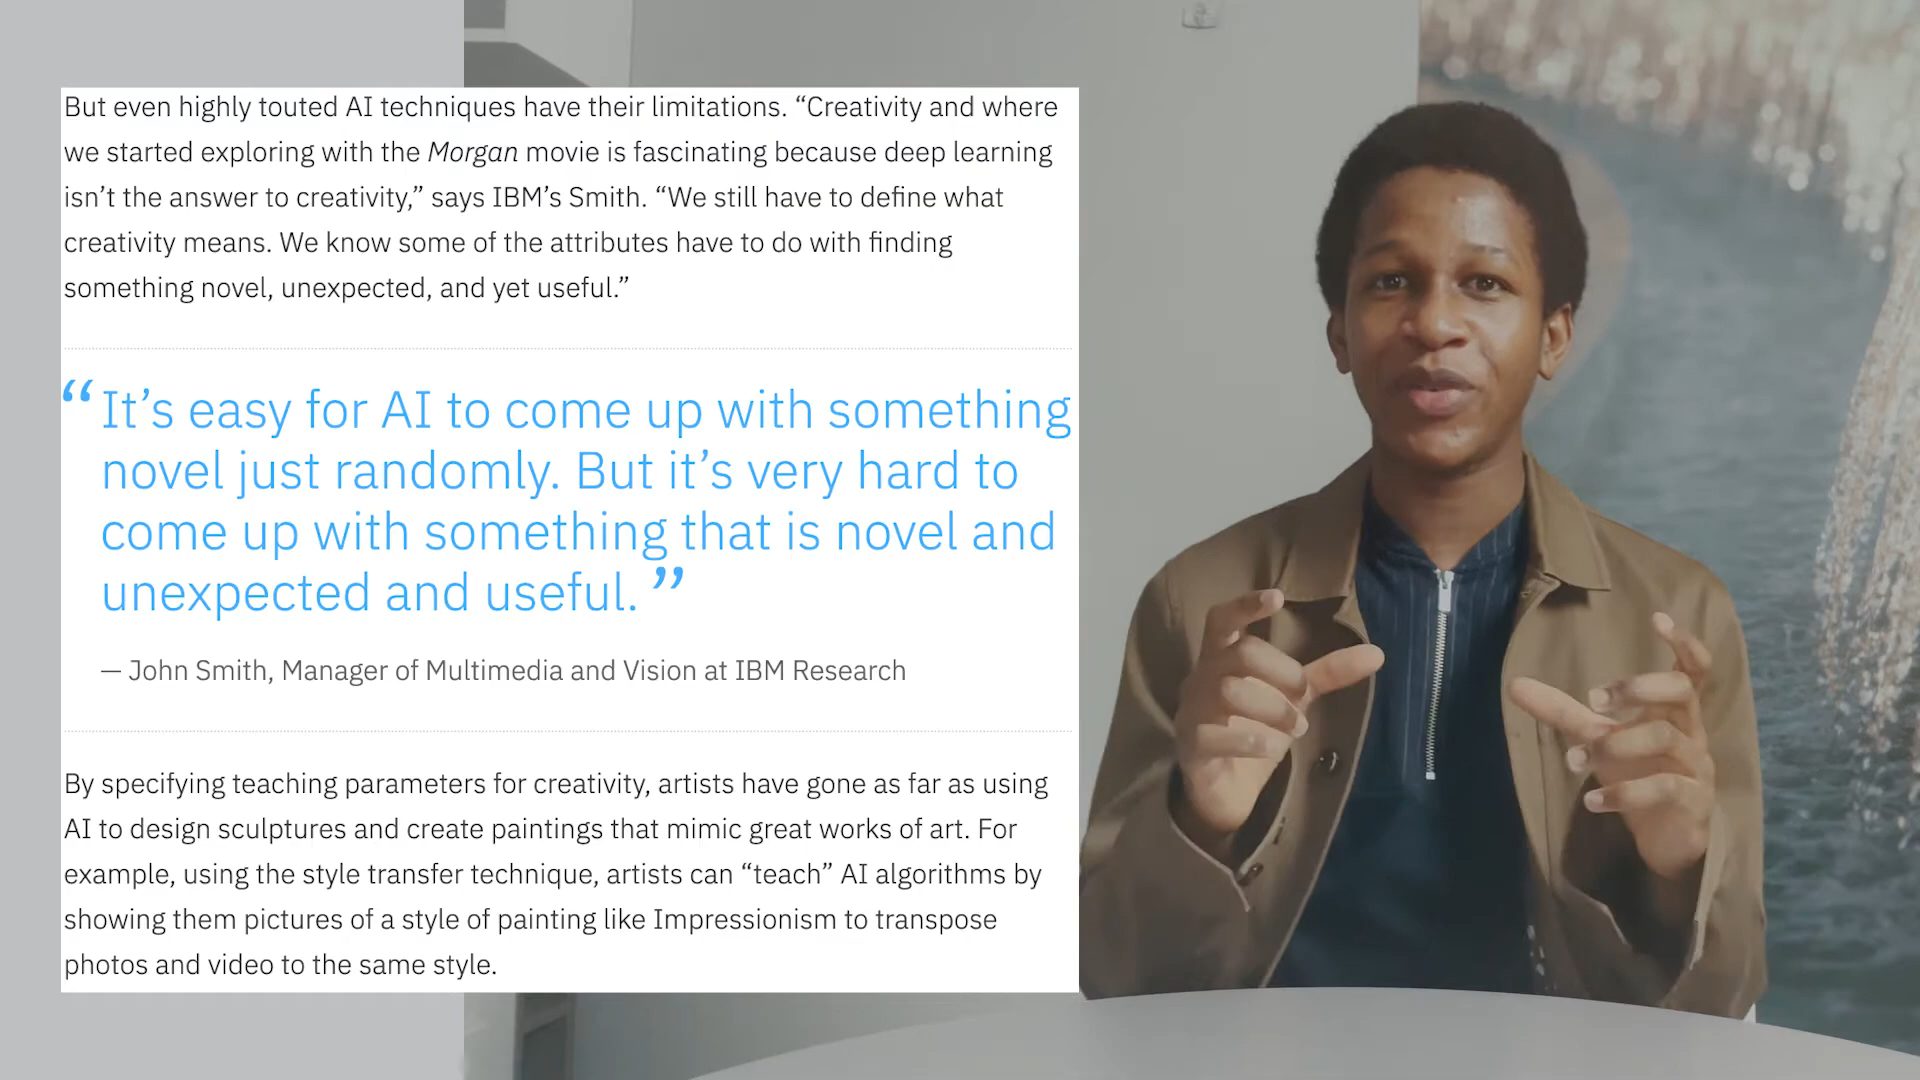 But even highly touted AI techniques have their limitations. “Creativity and where
we started exploring with the Morgan movie is fascinating because deep learning
isn’t the answer to creativity,” says IBM’s Smith. “We still have to define what
creativity means. We know some of the attributes have to do with finding
something novel, unexpected, and yet useful.”
“It’s easy for AI to come up with something
novel just randomly. But it’s very hard to
come up with something that is novel and
unexpected and useful.”
— John Smith, Manager of Multimedia and Vision at IBM Research
By specifying teaching parameters for creativity, artists have gone as far as using
AI to design sculptures and create paintings that mimic great works of art. For
example, using the style transfer technique, artists can “teach” AI algorithms by
showing them pictures of a style of painting like Impressionism to transpose
photos and video to the same style.